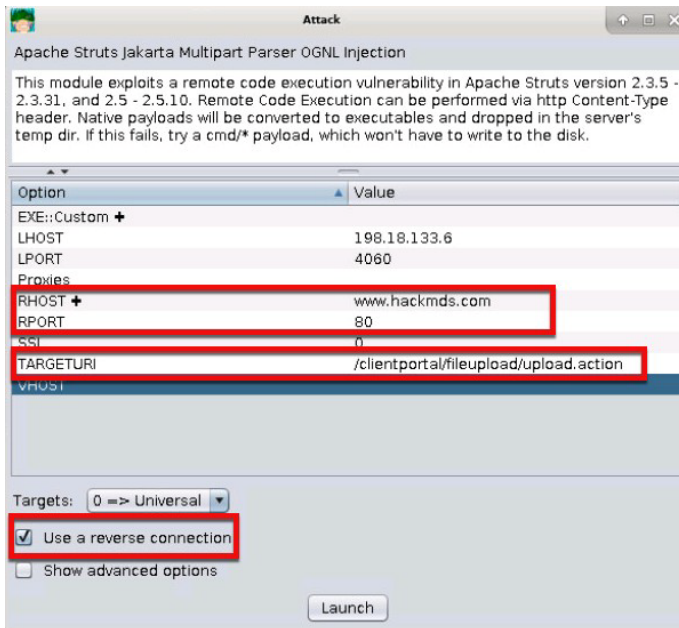 Attack
Apache Struts Jakarta Multipart Parser OGNL Injection
This module exploits a remote code execution vulnerability in Apache Struts version 2.3.5 -
2.3.31, and 2.5 - 2.5.10. Remote Code Execution can be performed via http Content-Type
header. Native payloads will be converted to executables and dropped in the server's
temp dir. If this fails, try a cmd/* payload, which won't have to write to the disk.
Option Value
EXE::Custom +
LHOST 198.18.133.6
LPORT 4060
Proxies
RHOST + www.hackmds.com
RPORT 80
SSL 0
TARGETURI /clientportal/fileupload/upload.action
VHOST
Targets: 0 => Universal
Use a reverse connection
Show advanced options
Launch